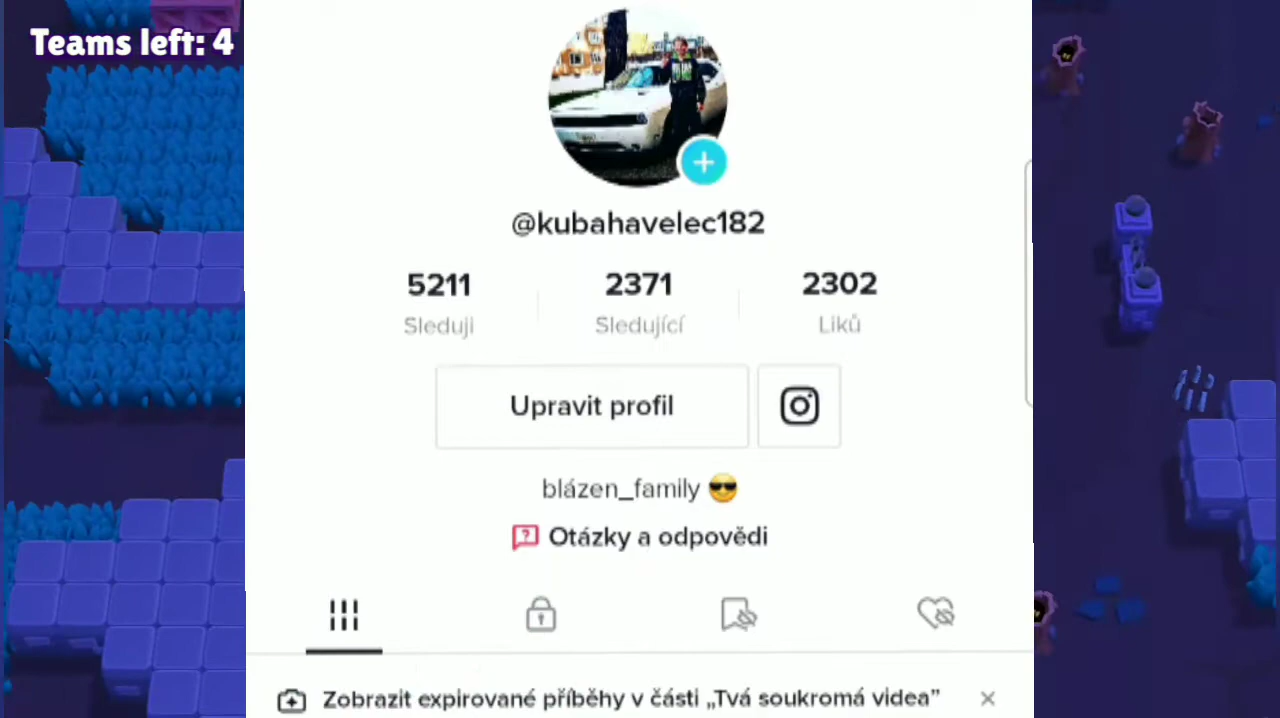 Teams left: 4
@kubahavelec182
5211 2371 2302
Sleduji Sledující Liků
Upravit profil
blázen_family 😎
Otázky a odpovědi
Zobrazit expirované příběhy v části „Tvá soukromá videa”